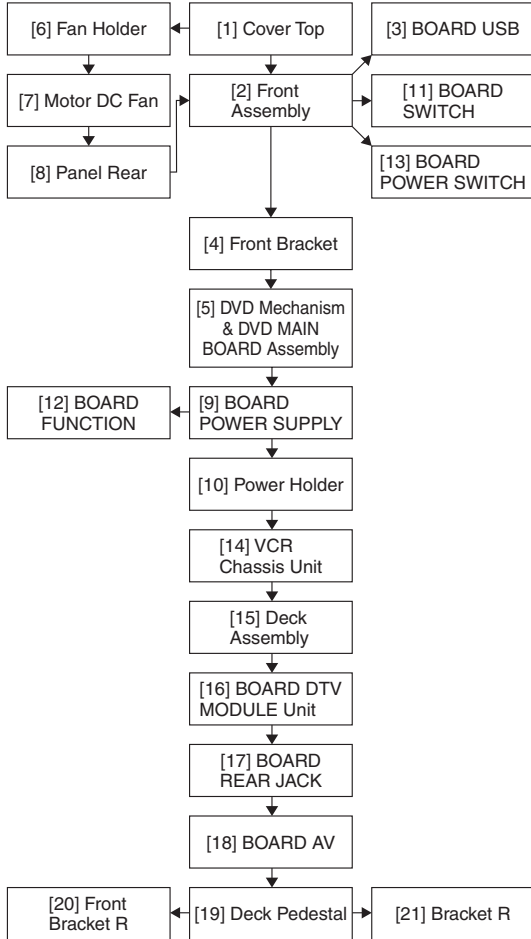 [6] Fan Holder
[1] Cover Top
[3] BOARD USB
[7] Motor DC Fan
[2] Front
Assembly
[11] BOARD
SWITCH
[8] Panel Rear
[13] BOARD
POWER SWITCH
[4] Front Bracket
[5] DVD Mechanism
& DVD MAIN
BOARD Assembly
[12] BOARD
FUNCTION
[9] BOARD
POWER SUPPLY
[10] Power Holder
[14] VCR
Chassis Unit
[15] Deck
Assembly
[16] BOARD DTV
MODULE Unit
[17] BOARD
REAR JACK
[18] BOARD AV
[20] Front
Bracket R
[19] Deck Pedestal
[21] Bracket R